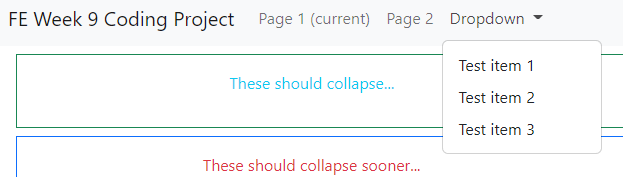 FE Week 9 Coding Project Page 1 (current) Page 2 Dropdown
Test item 1
Test item 2
Test item 3
These should collapse...
These should collapse sooner...